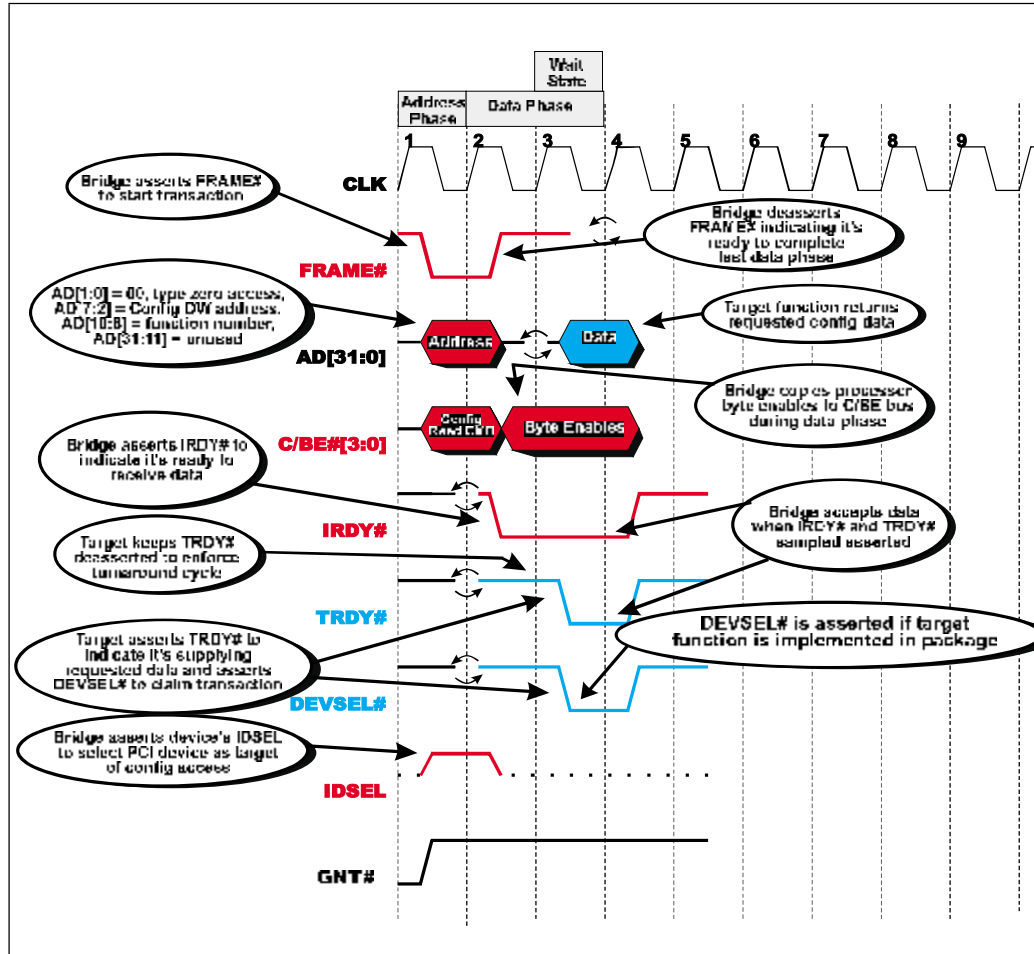 Wait
State
Address
Phase
Data Phase
1 2 3 4 5 6 7 8 9
CLK
Bridge asserts FRAME#
to start transaction
Bridge deasserts
FRAME# indicating it's
ready to complete
last data phase
FRAME#
AD[1:0] = 00, type zero access,
AD[7:2] = Config DW address,
AD[10:8] = function number,
AD[31:11] = unused
Target function returns
requested config data
Address
Data
AD[31:0]
Bridge copies processor
byte enables to C/BE bus
during data phase
Config
Read CMD
Byte Enables
C/BE#[3:0]
Bridge asserts IRDY# to
indicate it's ready to
receive data
IRDY#
Bridge accepts data
when IRDY# and TRDY#
sampled asserted
Target keeps TRDY#
deasserted to enforce
turnaround cycle
TRDY#
DEVSEL# is asserted if target
function is implemented in package
Target asserts TRDY# to
indicate it's supplying
requested data and asserts
DEVSEL# to claim transaction
DEVSEL#
Bridge asserts device's IDSEL
to select PCI device as target
of config access
IDSEL
GNT#